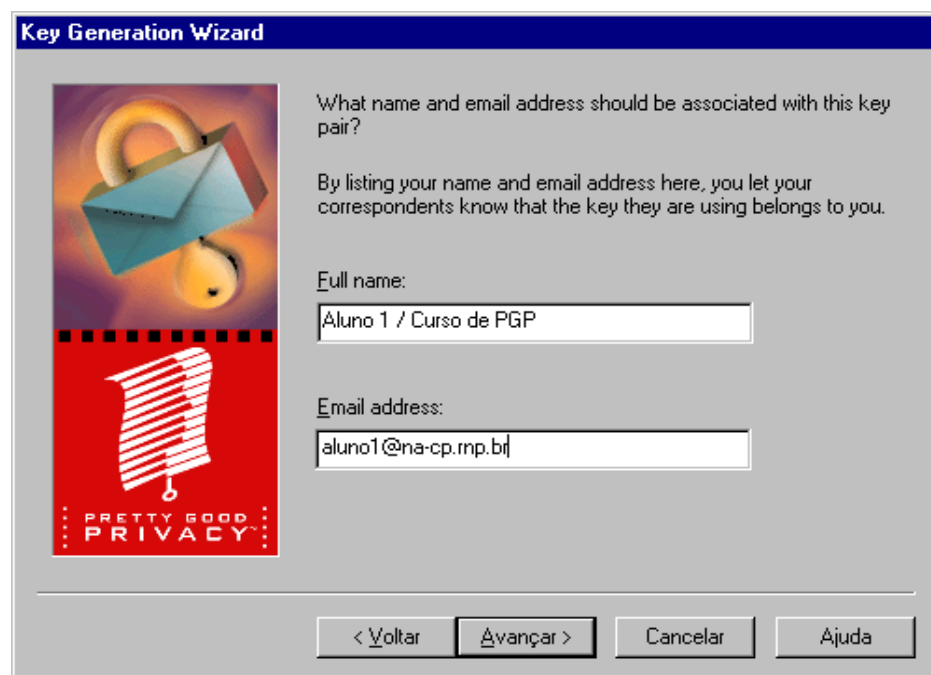 Key Generation Wizard
What name and email address should be associated with this key
pair?
By listing your name and email address here, you let your
correspondents know that the key they are using belongs to you.
Full name:
Aluno 1 / Curso de PGP
Email address:
aluno1@na-cp.rnp.br
PRETTY GOOD
PRIVACY™
< Voltar
Avançar >
Cancelar
Ajuda